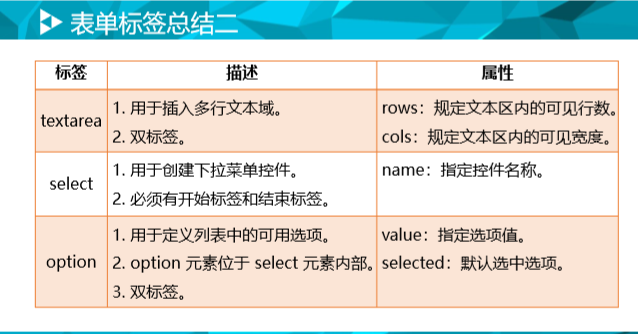 表单标签总结二
标签 描述 属性
textarea
1. 用于插入多行文本域。
2. 双标签。
rows：规定文本区内的可见行数。
cols：规定文本区内的可见宽度。
select
1. 用于创建下拉菜单控件。
2. 必须有开始标签和结束标签。
name：指定控件名称。
option
1. 用于定义列表中的可用选项。
2. option 元素位于 select 元素内部。
3. 双标签。
value：指定选项值。
selected：默认选中选项。